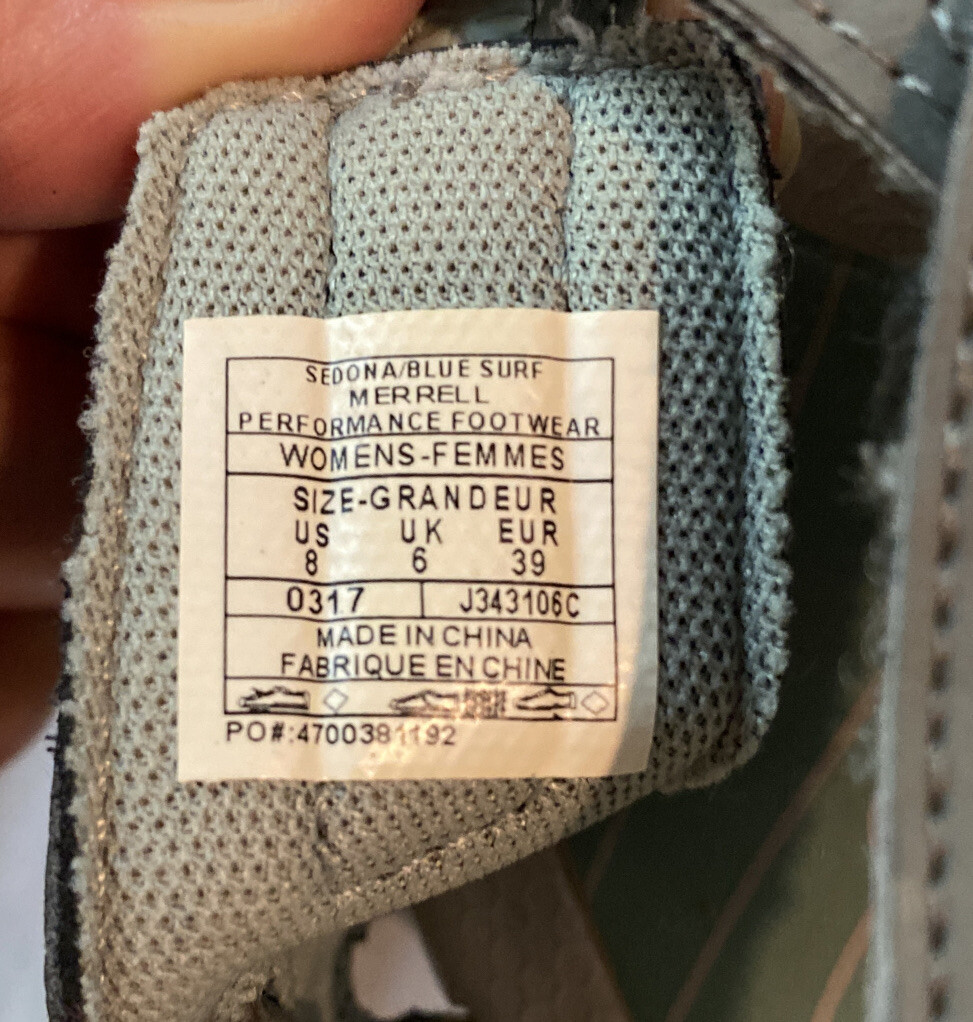 SEDONA/BLUE SURF
MERRELL
PERFORMANCE FOOTWEAR
WOMENS-FEMMES
SIZE-GRANDEUR
US UK EUR
8 6 39
0317 J343106C
MADE IN CHINA
FABRIQUE EN CHINE
PO#:4700381192